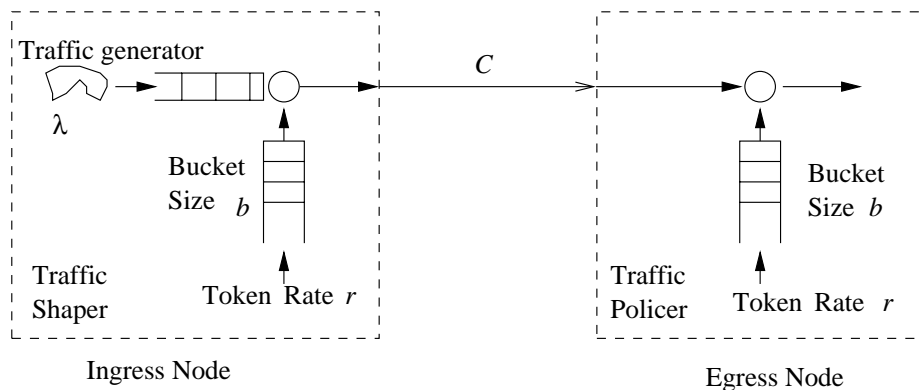 Traffic generator
λ
C
Bucket
Size b
Bucket
Size b
Traffic
Shaper
Token Rate r
Traffic
Policer
Token Rate r
Ingress Node
Egress Node